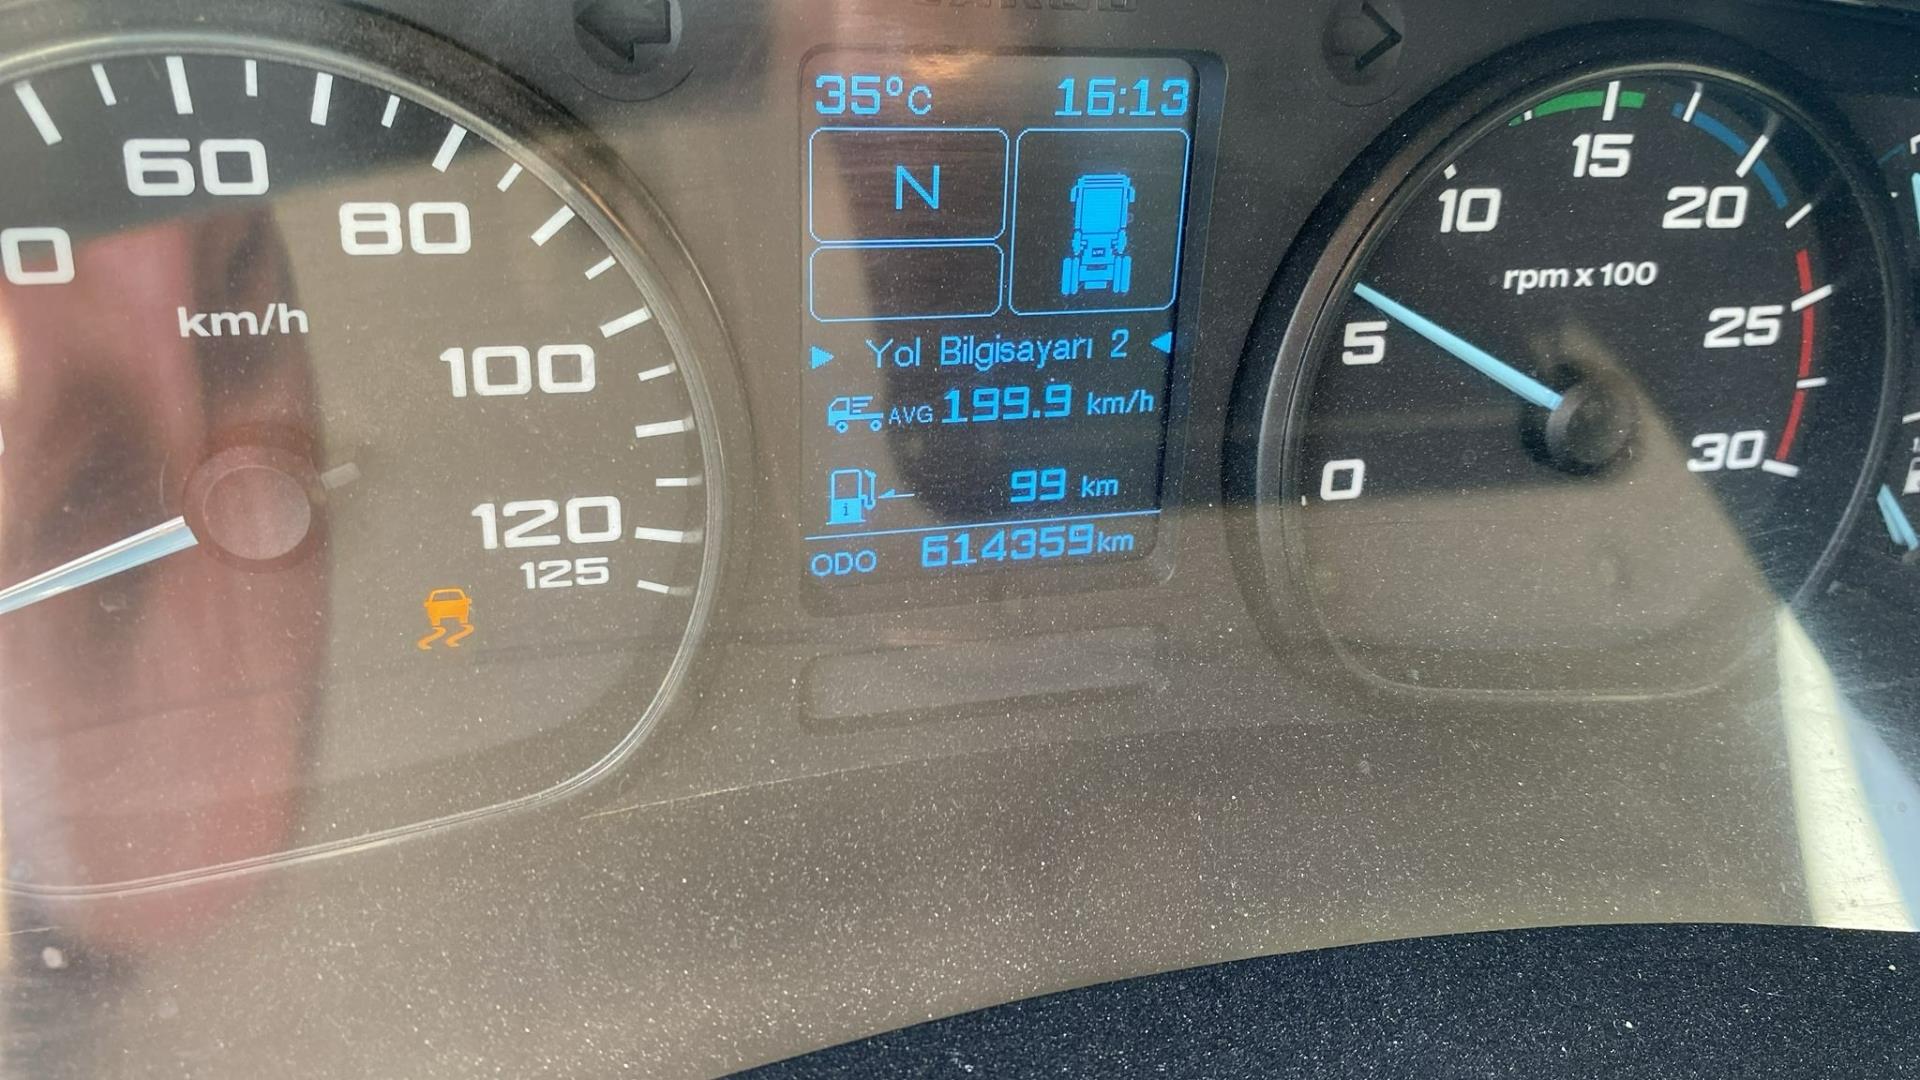 35°C 16:13
N
Yol Bilgisayarı 2
AVG 199.9 km/h
99 km
ODO 614359km
60
80
100
120
125
km/h
0
5
10
15
20
25
30
rpm x 100